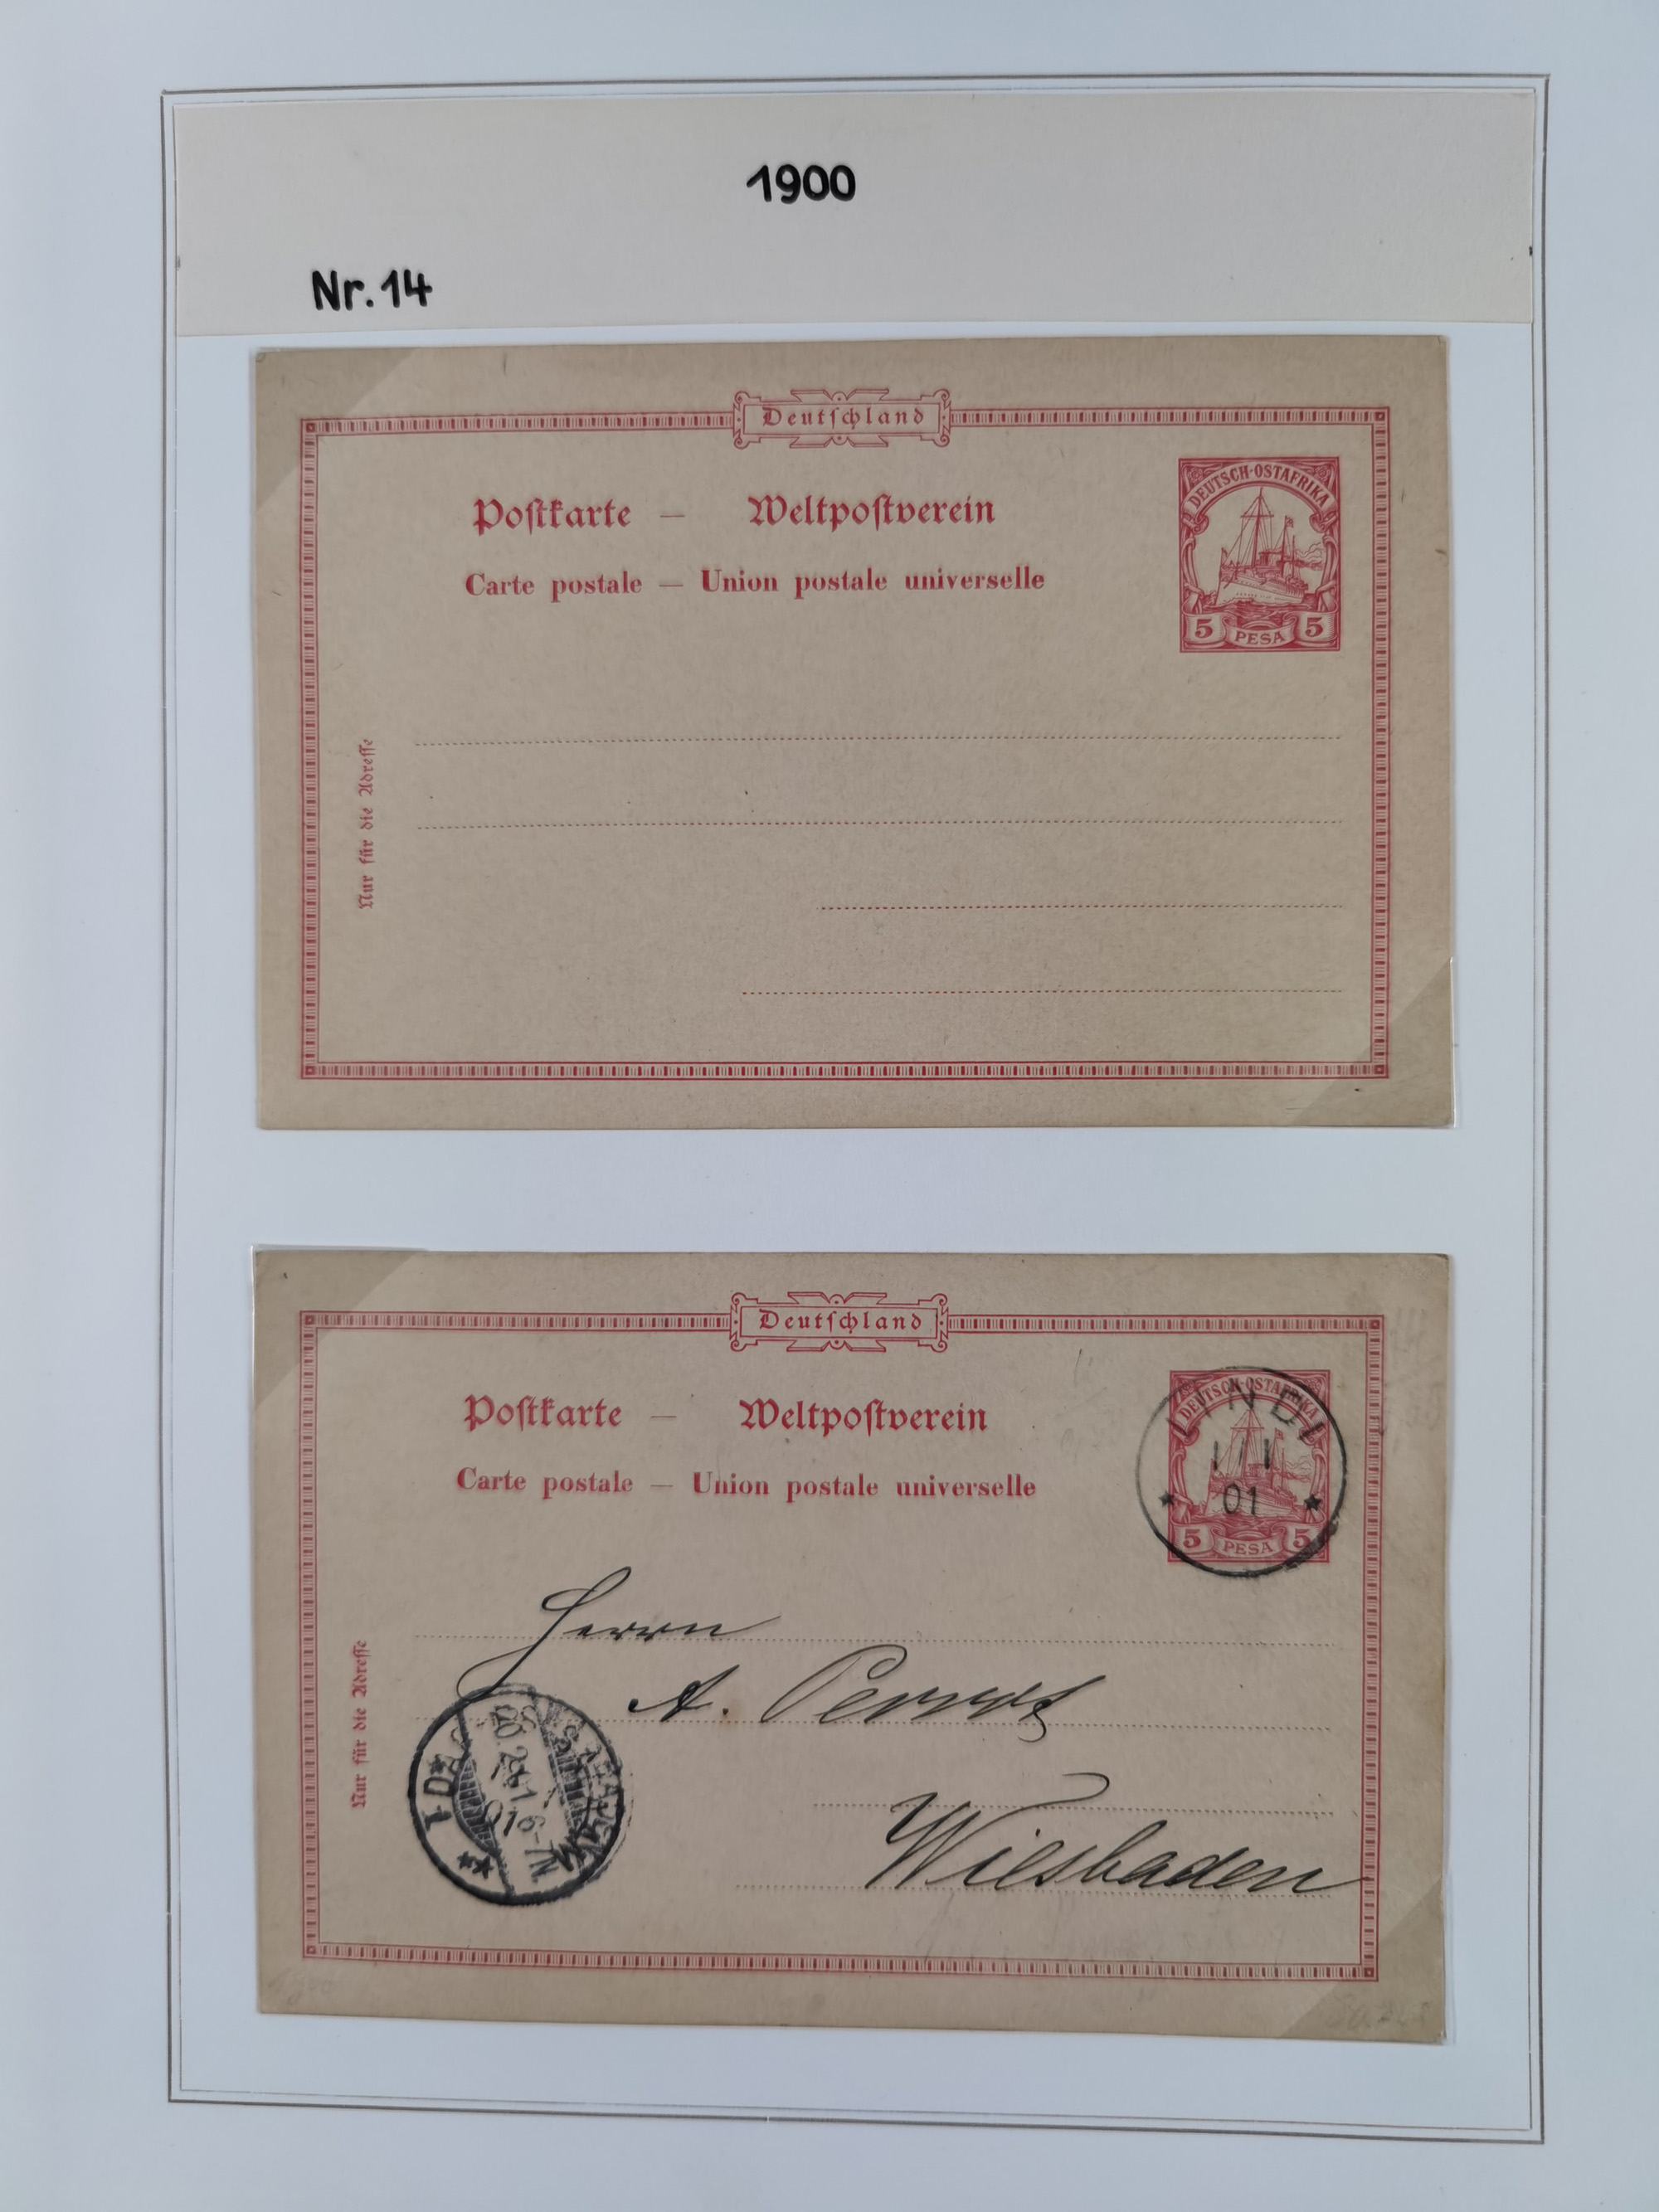 1900
Nr. 14
Deutschland
Postkarte — Weltpostverein
Carte postale — Union postale universelle
DEUTSCH-OSTAFRIKA
5 PESA 5
Nur für die Adresse
Deutschland
Postkarte — Weltpostverein
Carte postale — Union postale universelle
DEUTSCH-OSTAFRIKA
5 PESA 5
LINDI
01
Nur für die Adresse
Herrn
A.
Wiesbaden